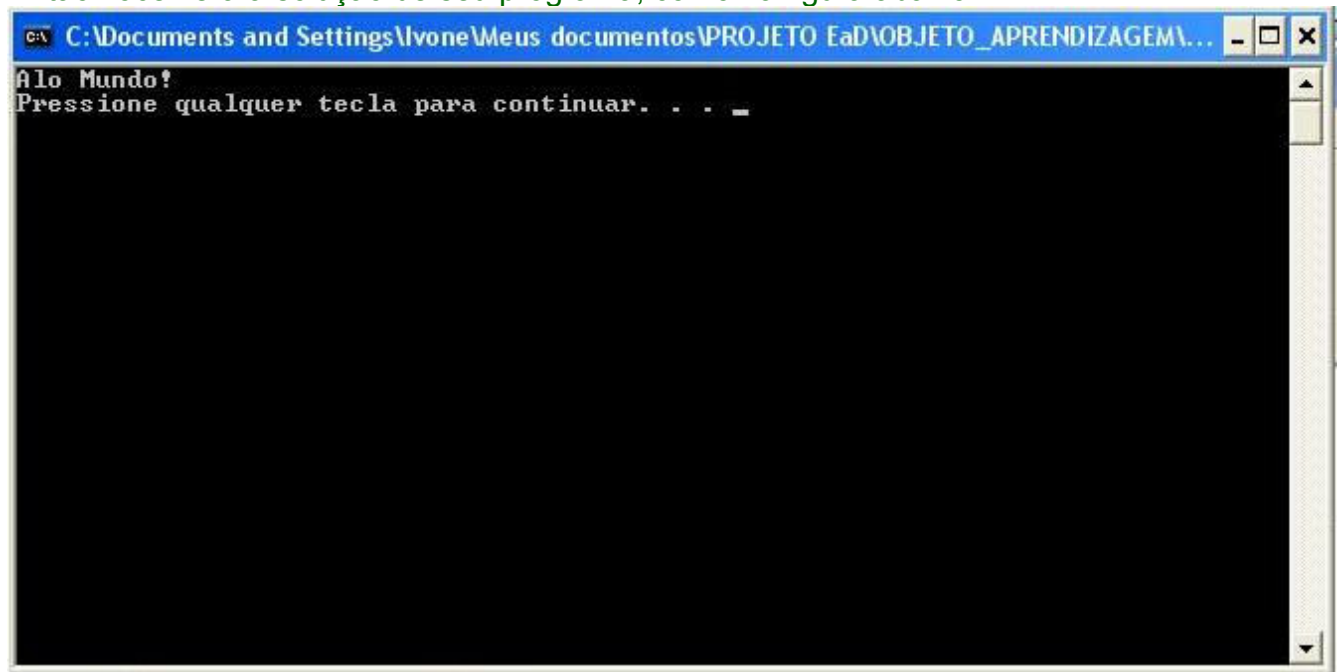 C:\Documents and Settings\Ivone\Meus documentos\PROJETO EaD\OBJETO_APRENDIZAGEM\...
Alo Mundo!
Pressione qualquer tecla para continuar. . . _